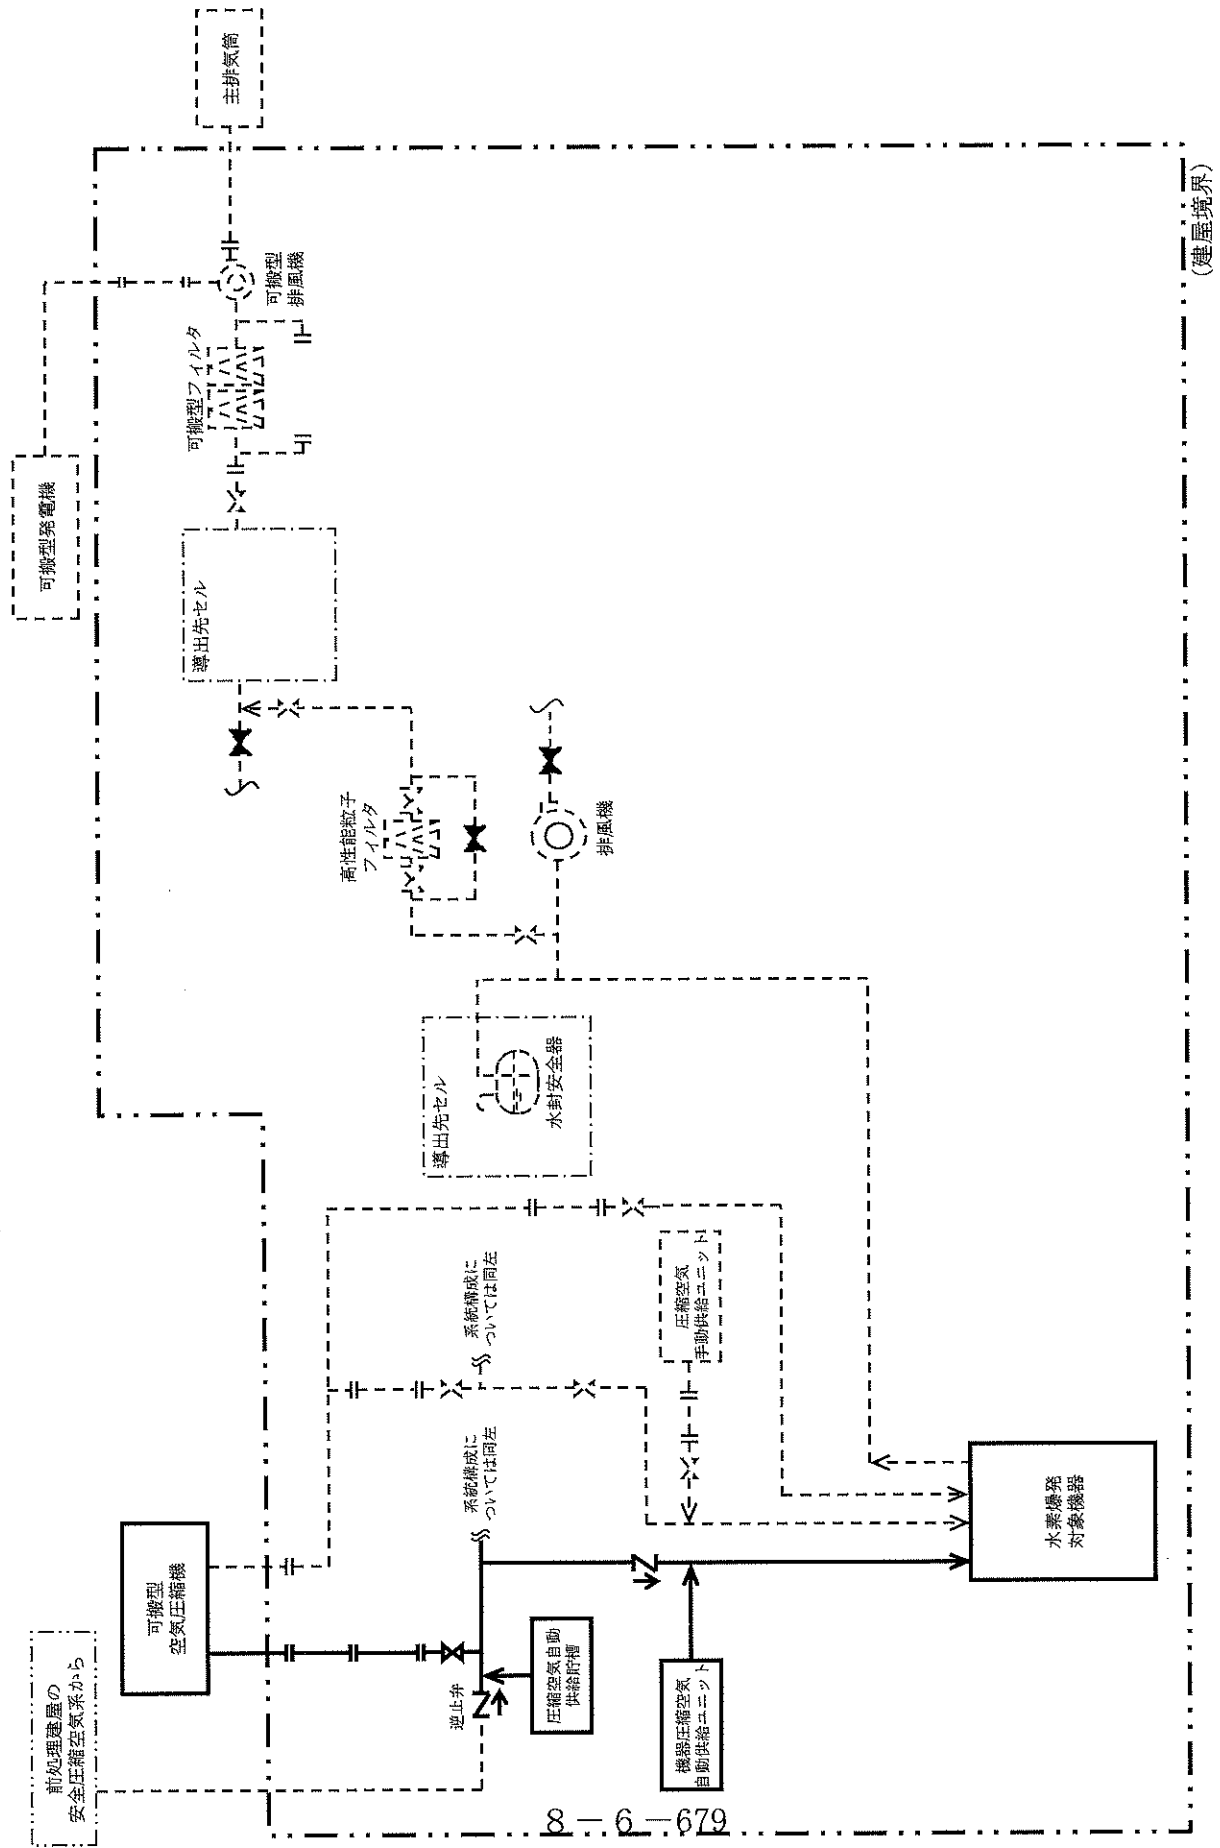 前処理建屋の
安全圧縮空気系から
可搬型
空気圧縮機
逆止弁
圧縮空気自動
供給貯槽
機器圧縮空気
自動供給ユニット
系統構成に
ついては同左
系統構成に
ついては同左
圧縮空気
手動供給ユニット
水素爆発
対象機器
導出先セル
水封安全器
高性能粒子
フィルタ
排風機
導出先セル
可搬型発電機
可搬型フィルタ
可搬型
排風機
主排気筒
(建屋境界)
8－6－679